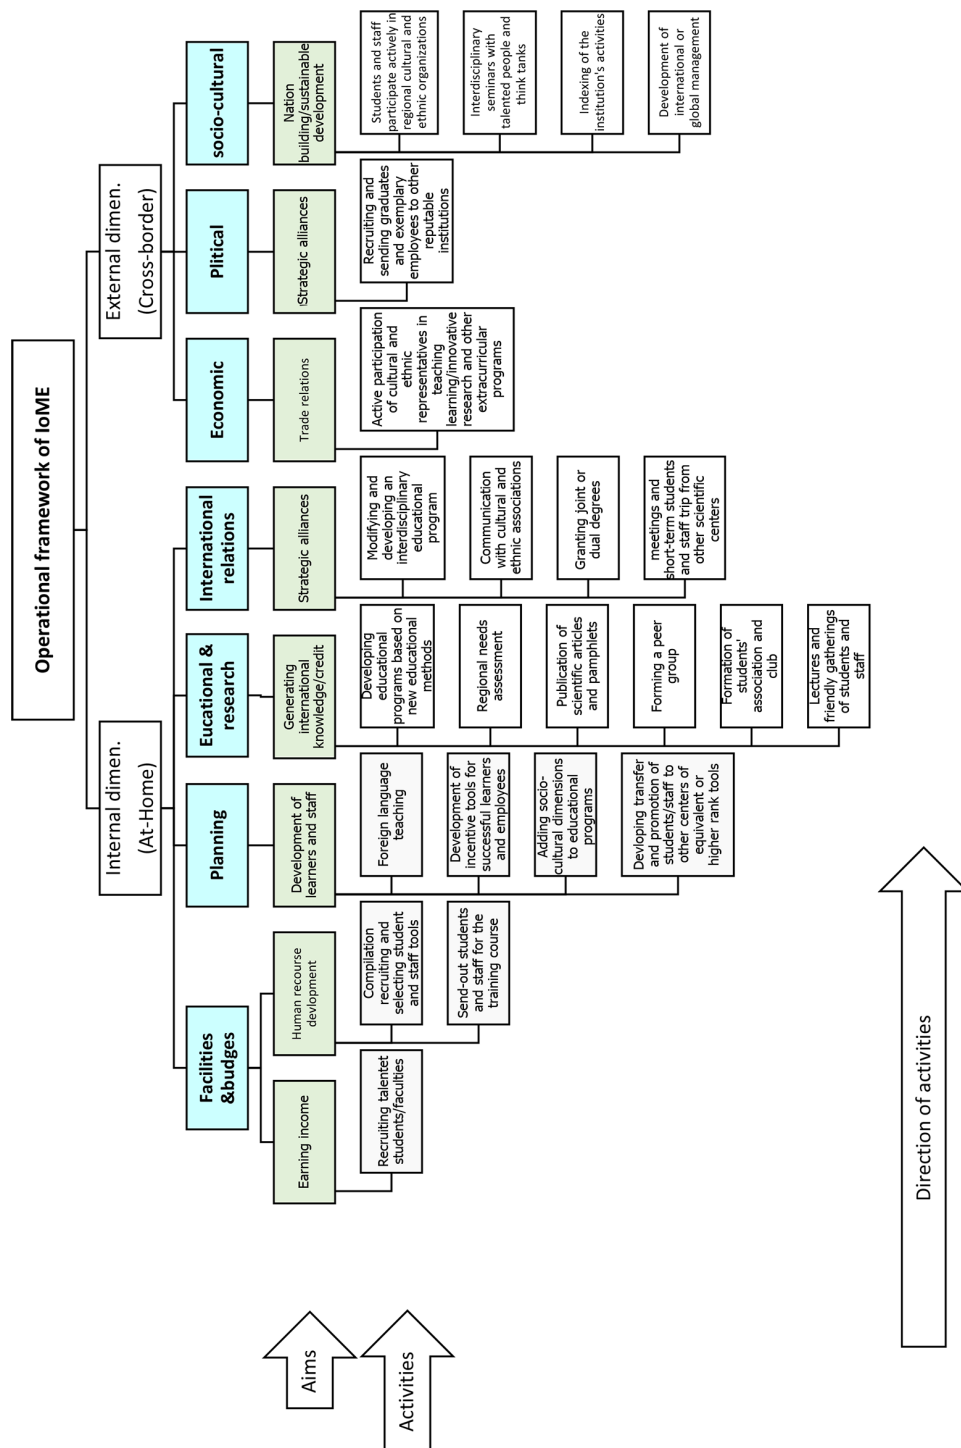 Operational framework of IoME
Internal dimen.
(At-Home)
External dimen.
(Cross-border)
Facilities
&budges
Planning
Eucational &
research
International
relations
Economic
Plitical
socio-cultural
Aims
Earning income
Human recourse
devlopment
Development of
learners and staff
Generating
international
knowledge/credit
Strategic alliances
Trade relations
Strategic alliances
Nation
building/sustainable
development
Activities
Recruiting talentet
students/faculties
Compilation
recruiting and
selecting student
and staff tools
Send-out students
and staff for the
training course
Foreign language
teaching
Development of
incentive tools for
successful learners
and employees
Adding socio-
cultural dimensions
to educational
programs
Devloping transfer
and promotion of
students/staff to
other centers of
equivalent or
higher rank tools
Developing
educational
programs based on
new educational
methods
Regional needs
assessment
Publication of
scientific articles
and pamphlets
Forming a peer
group
Formation of
students'
association and
club
Lectures and
friendly gatherings
of students and
staff
Modifying and
developing an
interdisciplinary
educational
program
Communication
with cultural and
ethnic associations
Granting joint or
dual degrees
meetings and
short-term students
and staff trip from
other scientific
centers
Active participation
of cultural and
ethnic
representatives in
teaching
learning/innovative
research and other
extracurricular
programs
Recruiting and
sending graduates
and exemplary
employees to other
reputable
institutions
Students and staff
participate actively in
regional cultural and
ethnic organizations
Interdisciplinary
seminars with
talented people and
think tanks
Indexing of the
institution's activities
Development of
international or
global management
Direction of activities